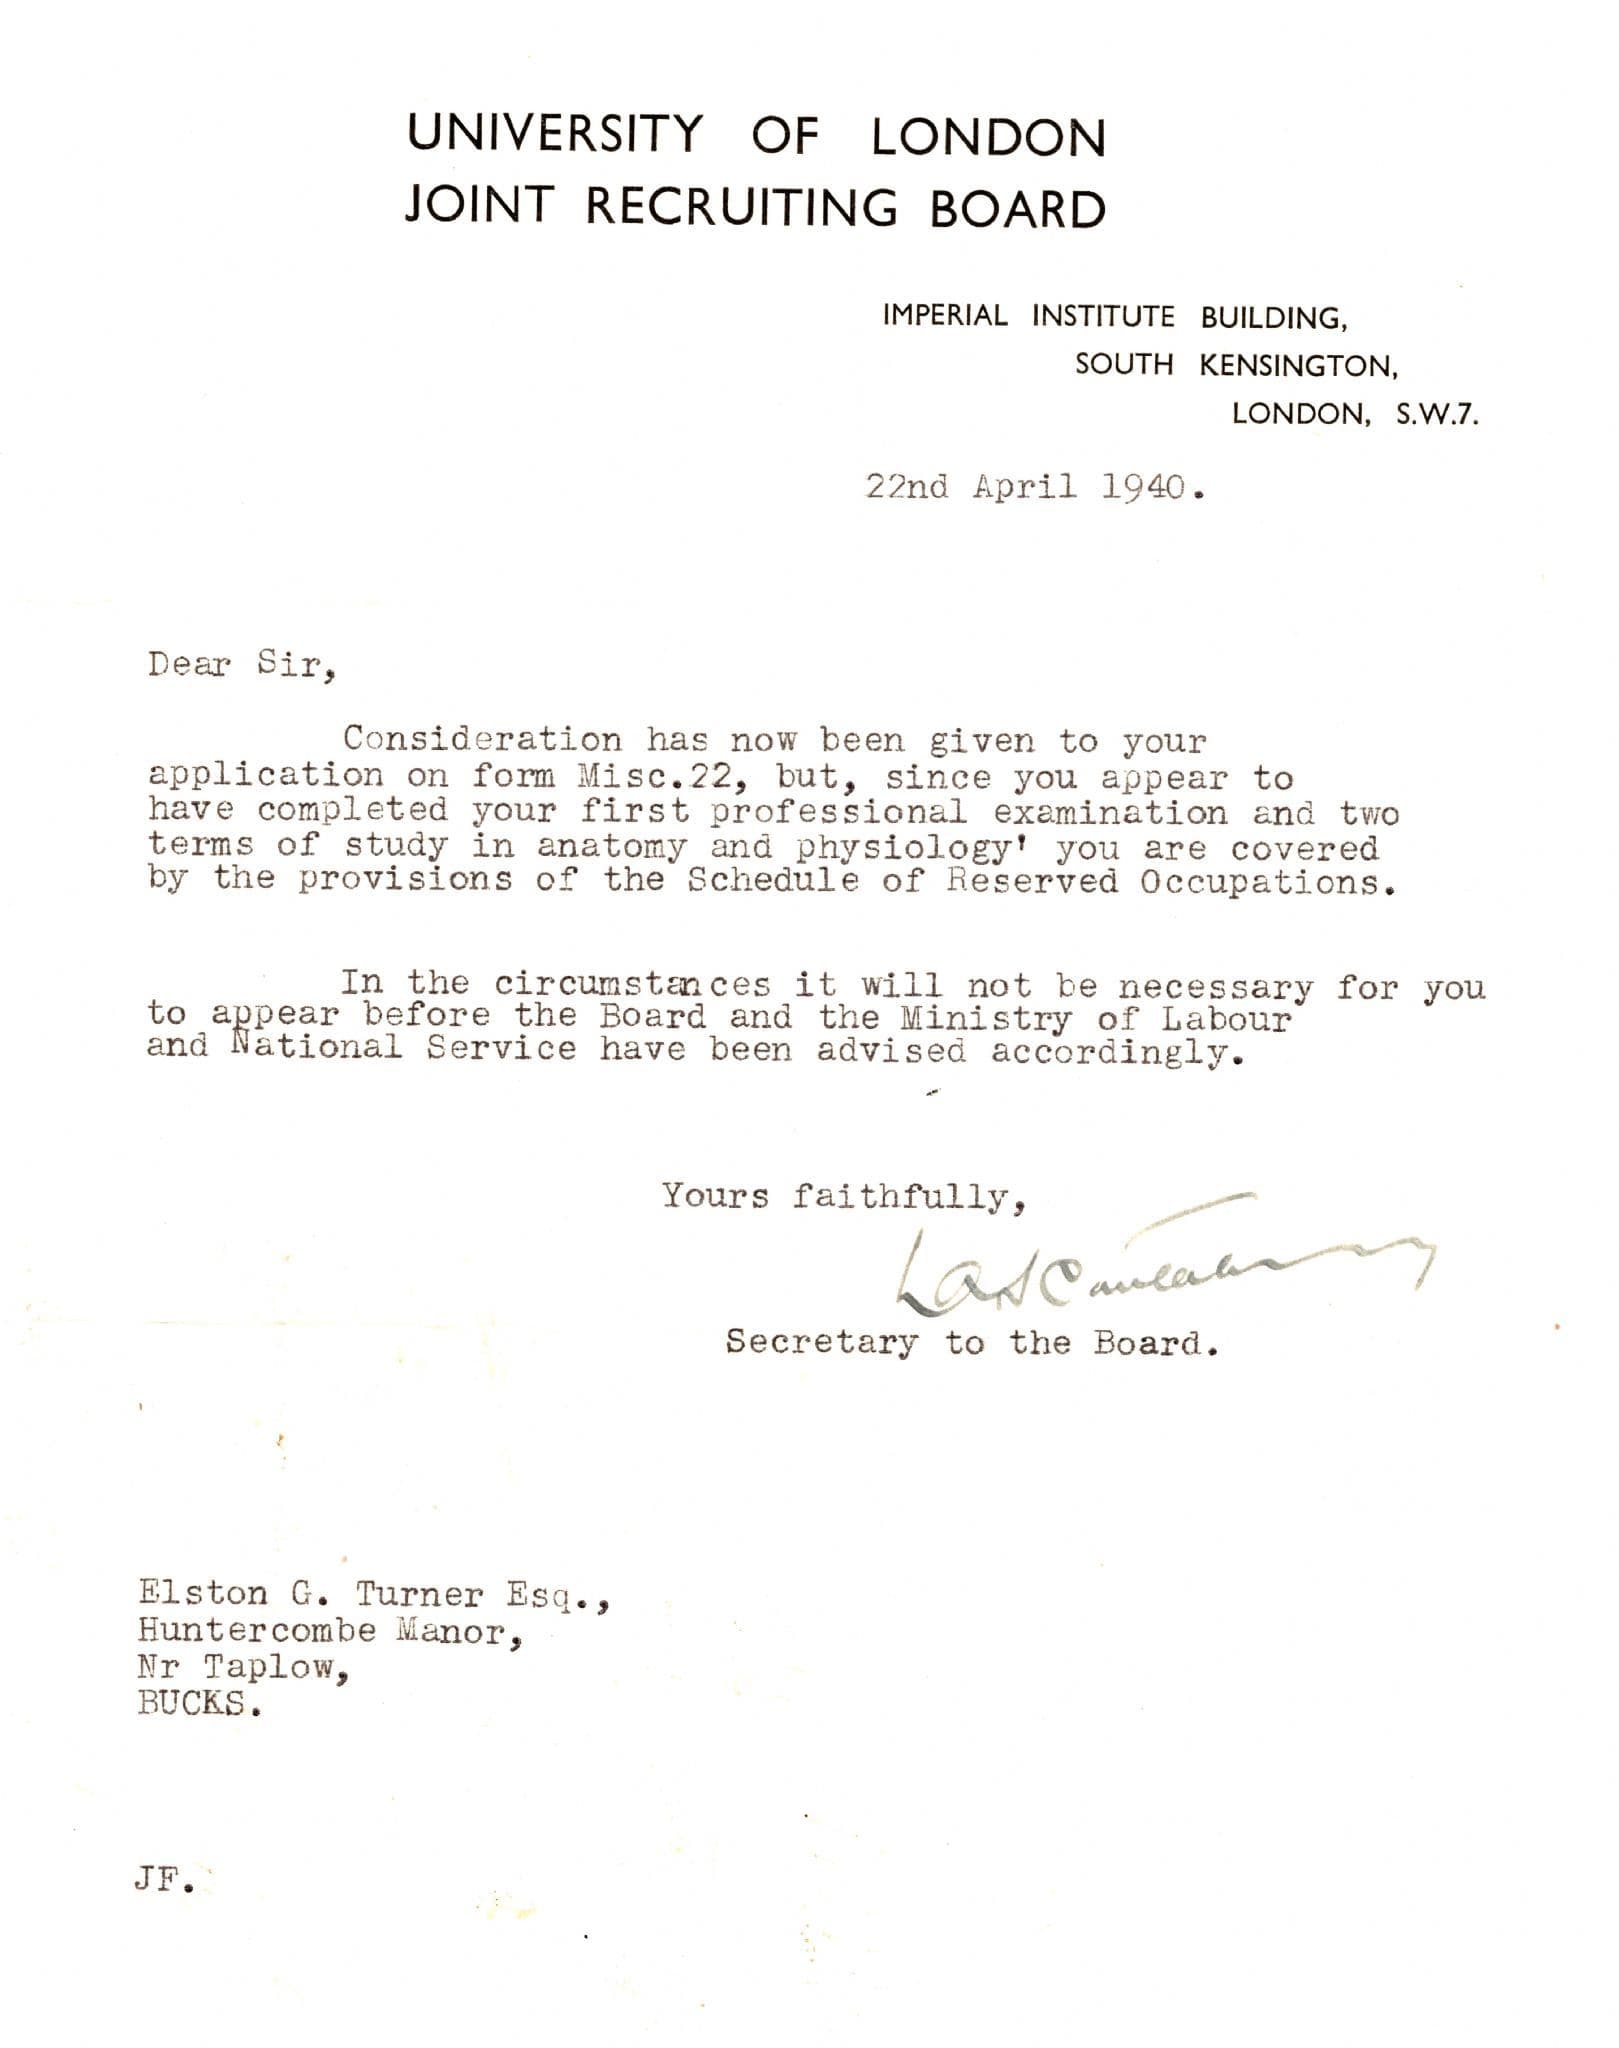 UNIVERSITY OF LONDON
JOINT RECRUITING BOARD
IMPERIAL INSTITUTE BUILDING,
SOUTH KENSINGTON,
LONDON, S.W.7.
22nd April 1940.
Dear Sir,
Consideration has now been given to your
application on form Misc.22, but, since you appear to
have completed your first professional examination and two
terms of study in anatomy and physiology' you are covered
by the provisions of the Schedule of Reserved Occupations.
In the circumstances it will not be necessary for you
to appear before the Board and the Ministry of Labour
and National Service have been advised accordingly.
Yours faithfully,
Secretary to the Board.
Elston G. Turner Esq.,
Huntercombe Manor,
Nr Taplow,
BUCKS.
JF.